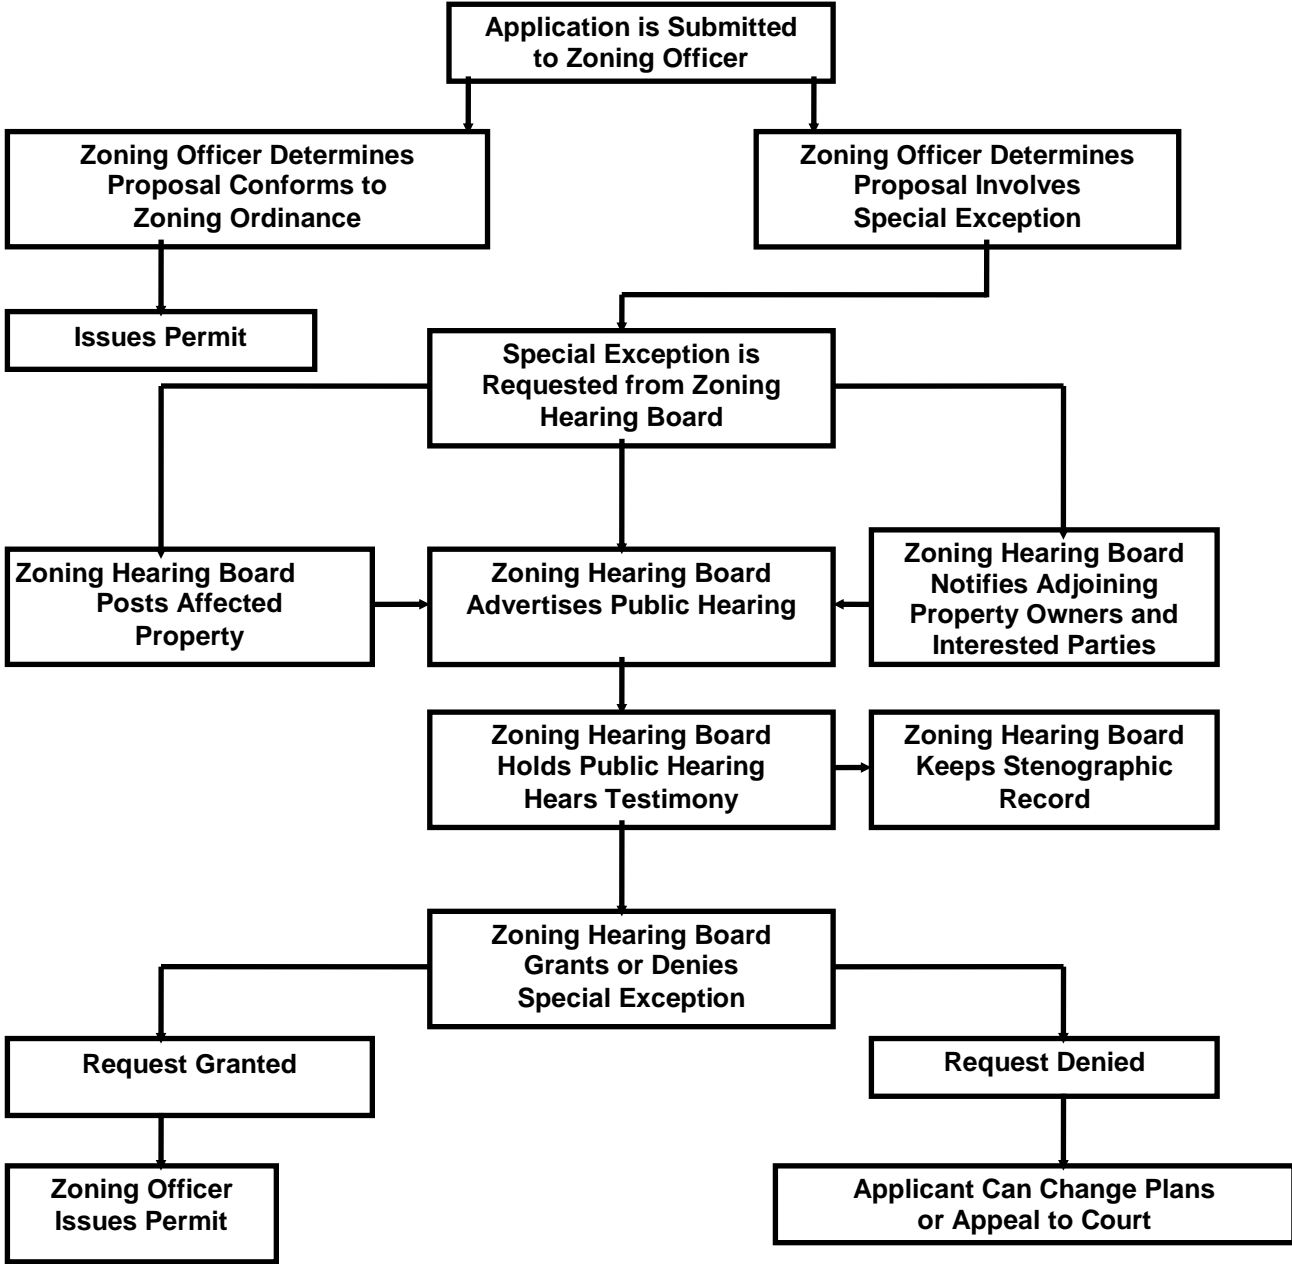 Application is Submitted
to Zoning Officer
Zoning Officer Determines
Proposal Conforms to
Zoning Ordinance
Zoning Officer Determines
Proposal Involves
Special Exception
Issues Permit
Special Exception is
Requested from Zoning
Hearing Board
Zoning Hearing Board
Posts Affected
Property
Zoning Hearing Board
Advertises Public Hearing
Zoning Hearing Board
Notifies Adjoining
Property Owners and
Interested Parties
Zoning Hearing Board
Holds Public Hearing
Hears Testimony
Zoning Hearing Board
Keeps Stenographic
Record
Zoning Hearing Board
Grants or Denies
Special Exception
Request Granted
Request Denied
Zoning Officer
Issues Permit
Applicant Can Change Plans
or Appeal to Court